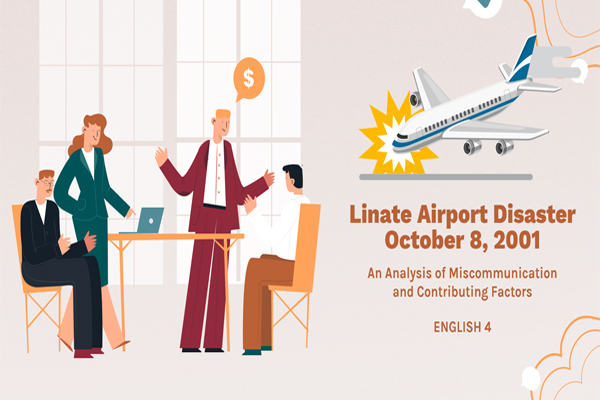 $
Linate Airport Disaster
October 8, 2001
An Analysis of Miscommunication
and Contributing Factors
ENGLISH 4